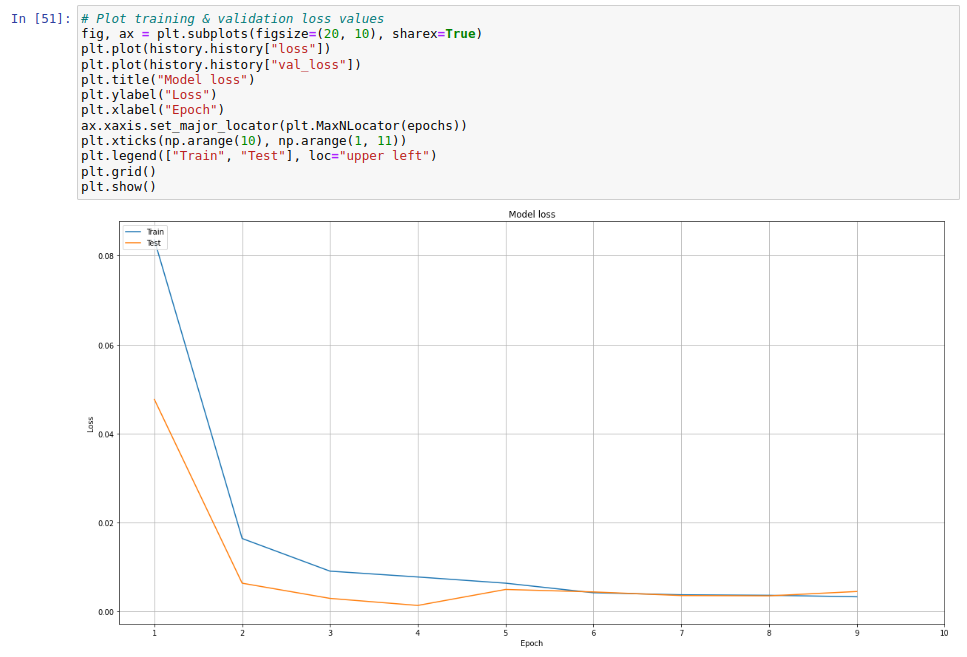 In [51]: # Plot training & validation loss values
fig, ax = plt.subplots(figsize=(20, 10), sharex=True)
plt.plot(history.history["loss"])
plt.plot(history.history["val_loss"])
plt.title("Model loss")
plt.ylabel("Loss")
plt.xlabel("Epoch")
ax.xaxis.set_major_locator(plt.MaxNLocator(epochs))
plt.xticks(np.arange(10), np.arange(1, 11))
plt.legend(["Train", "Test"], loc="upper left")
plt.grid()
plt.show()
Model loss
Train
Test
0.08
0.06
0.04
0.02
0.00
Loss
1 2 3 4 5 6 7 8 9 10
Epoch